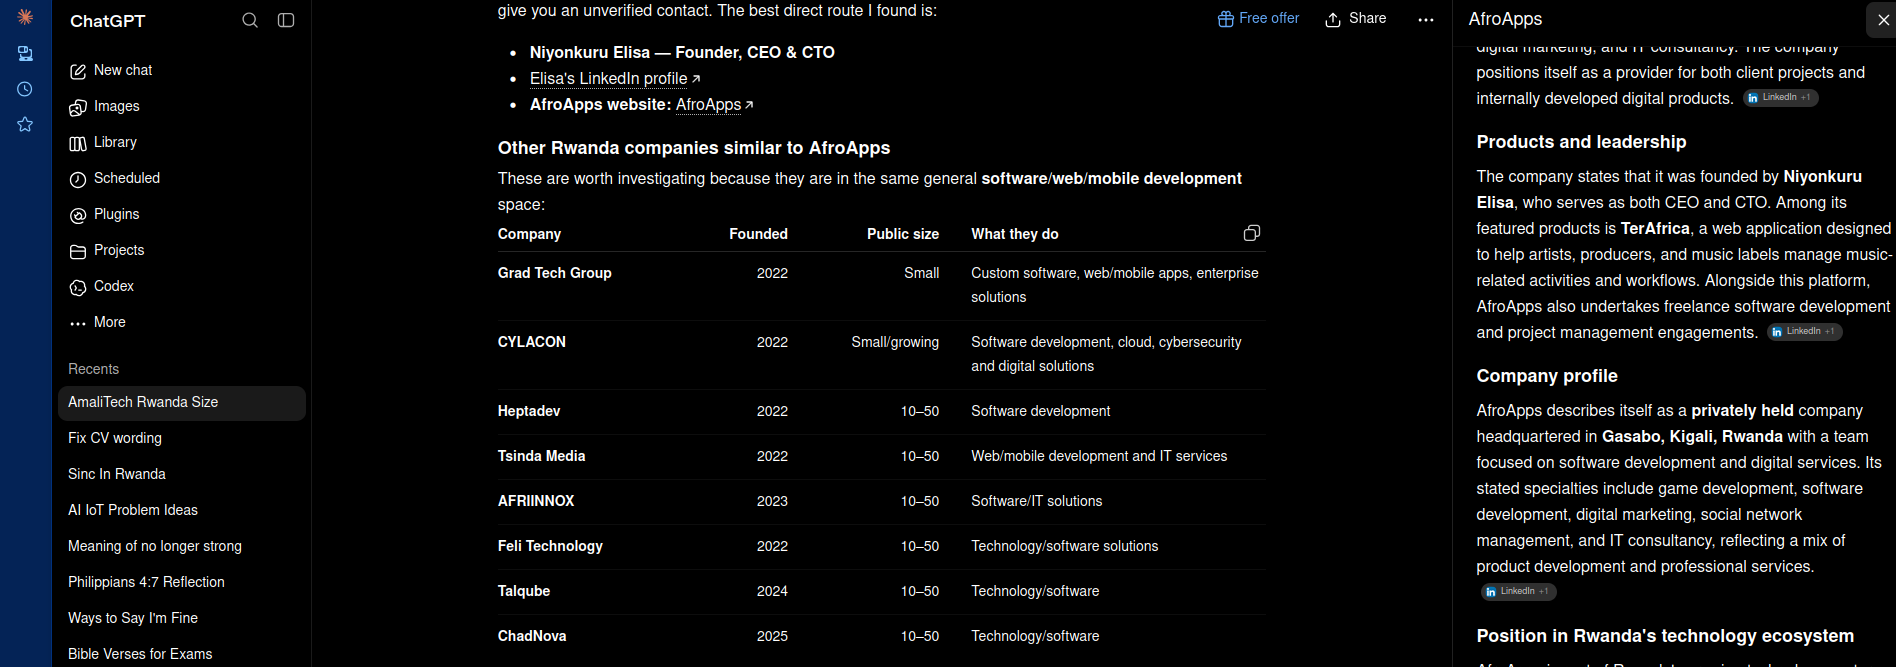 ChatGPT
New chat
Images
Library
Scheduled
Plugins
Projects
Codex
More
Recents
AmaliTech Rwanda Size
Fix CV wording
Sinc In Rwanda
AI IoT Problem Ideas
Meaning of no longer strong
Philippians 4:7 Reflection
Ways to Say I'm Fine
Bible Verses for Exams
Free offer
Share
give you an unverified contact. The best direct route I found is:
• Niyonkuru Elisa — Founder, CEO & CTO
• Elisa's LinkedIn profile ↗
• AfroApps website: AfroApps ↗
Other Rwanda companies similar to AfroApps
These are worth investigating because they are in the same general software/web/mobile development
space:
Company Founded Public size What they do
Grad Tech Group 2022 Small Custom software, web/mobile apps, enterprise
solutions
CYLACON 2022 Small/growing Software development, cloud, cybersecurity
and digital solutions
Heptadev 2022 10–50 Software development
Tsinda Media 2022 10–50 Web/mobile development and IT services
AFRIINNOX 2023 10–50 Software/IT solutions
Feli Technology 2022 10–50 Technology/software solutions
Talqube 2024 10–50 Technology/software
ChadNova 2025 10–50 Technology/software
AfroApps
digital marketing, and IT consultancy. The company
positions itself as a provider for both client projects and
internally developed digital products. LinkedIn +1
Products and leadership
The company states that it was founded by Niyonkuru
Elisa, who serves as both CEO and CTO. Among its
featured products is TerAfrica, a web application designed
to help artists, producers, and music labels manage music-
related activities and workflows. Alongside this platform,
AfroApps also undertakes freelance software development
and project management engagements. LinkedIn +1
Company profile
AfroApps describes itself as a privately held company
headquartered in Gasabo, Kigali, Rwanda with a team
focused on software development and digital services. Its
stated specialties include game development, software
development, digital marketing, social network
management, and IT consultancy, reflecting a mix of
product development and professional services.
LinkedIn +1
Position in Rwanda's technology ecosystem